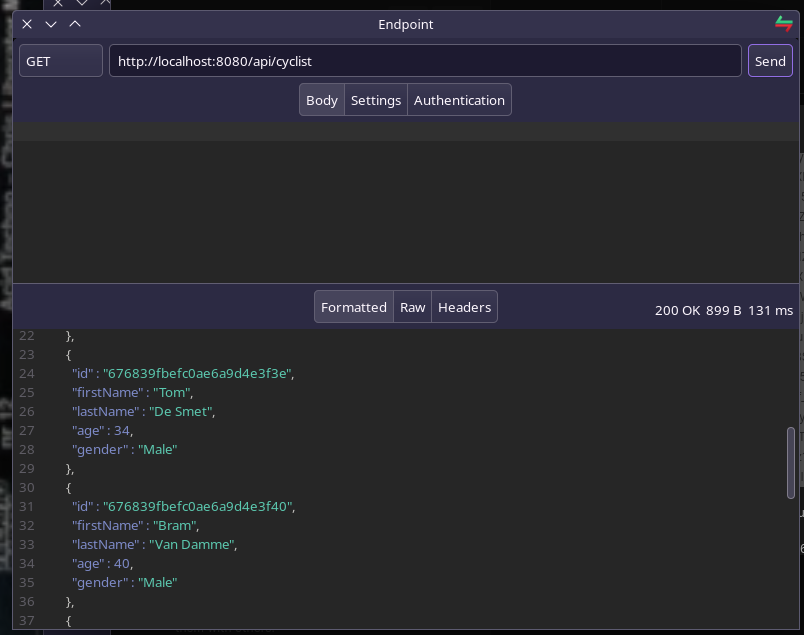 Endpoint
GET http://localhost:8080/api/cyclist Send
Body Settings Authentication
Formatted Raw Headers 200 OK 899 B 131 ms
22 },
23 {
24 "id" : "676839fbefc0ae6a9d4e3f3e",
25 "firstName" : "Tom",
26 "lastName" : "De Smet",
27 "age" : 34,
28 "gender" : "Male"
29 },
30 {
31 "id" : "676839fbefc0ae6a9d4e3f40",
32 "firstName" : "Bram",
33 "lastName" : "Van Damme",
34 "age" : 40,
35 "gender" : "Male"
36 },
37 {